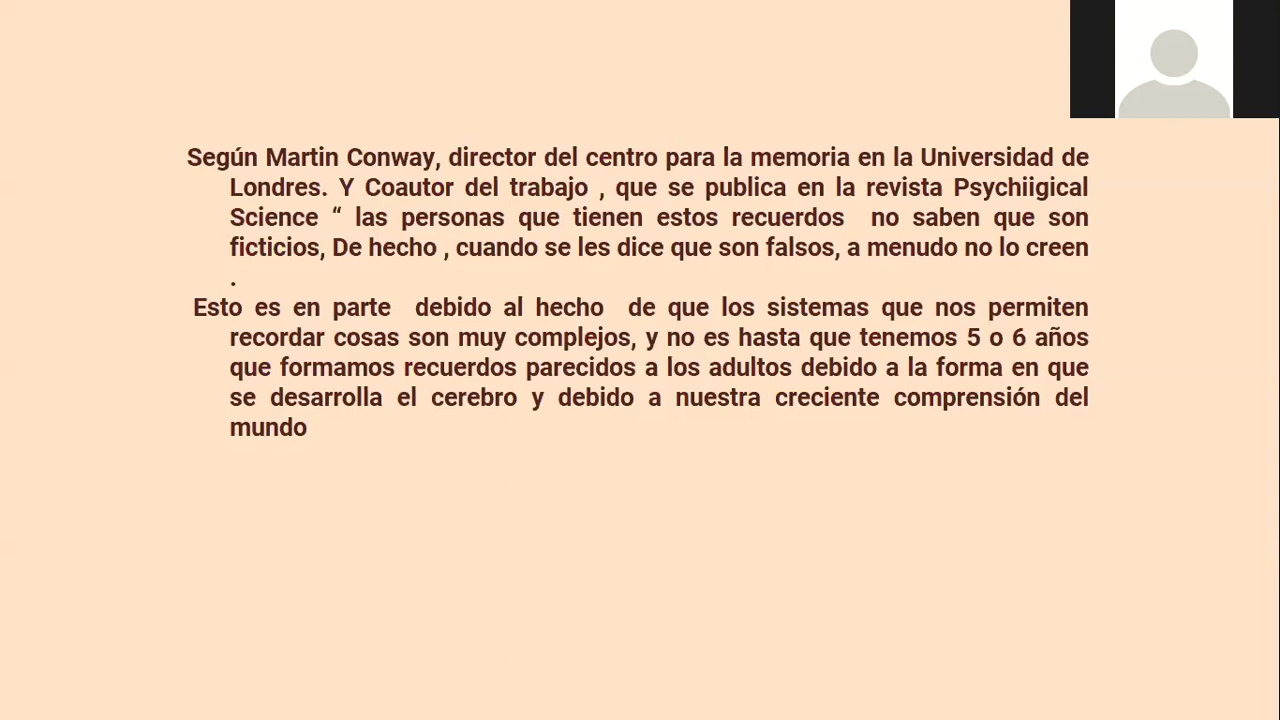 Según Martin Conway, director del centro para la memoria en la Universidad de
Londres. Y Coautor del trabajo , que se publica en la revista Psychiigical
Science “ las personas que tienen estos recuerdos no saben que son
ficticios, De hecho , cuando se les dice que son falsos, a menudo no lo creen
.
Esto es en parte debido al hecho de que los sistemas que nos permiten
recordar cosas son muy complejos, y no es hasta que tenemos 5 o 6 años
que formamos recuerdos parecidos a los adultos debido a la forma en que
se desarrolla el cerebro y debido a nuestra creciente comprensión del
mundo